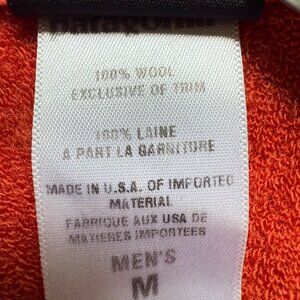 patagonia
100% WOOL
EXCLUSIVE OF TRIM
100% LAINE
A PART LA GARNITURE
MADE IN U.S.A. OF IMPORTED
MATERIAL
FABRIQUE AUX USA DE
MATIERES IMPORTEES
MEN'S
M